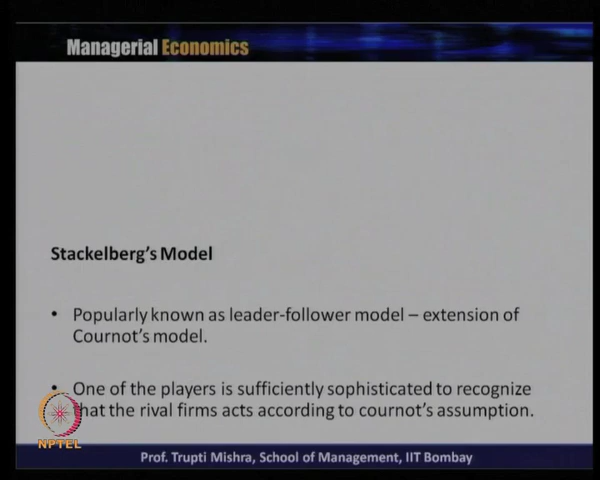 Managerial Economics
Stackelberg's Model
• Popularly known as leader-follower model – extension of
Cournot's model.
• One of the players is sufficiently sophisticated to recognize
that the rival firms acts according to cournot's assumption.
NPTEL
Prof. Trupti Mishra, School of Management, IIT Bombay